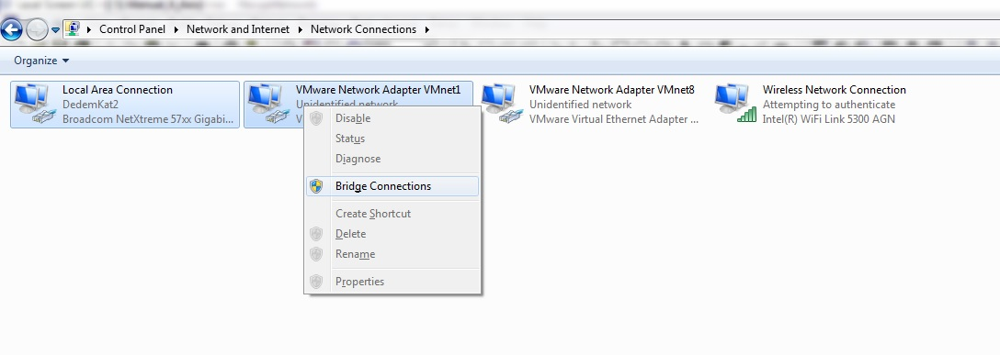 Control Panel Network and Internet Network Connections
Organize
Local Area Connection
DedemKat2
Broadcom NetXtreme 57xx Gigabi...
VMware Network Adapter VMnet1
Unidentified network
V
VMware Network Adapter VMnet8
Unidentified network
VMware Virtual Ethernet Adapter ...
Wireless Network Connection
Attempting to authenticate
Intel(R) WiFi Link 5300 AGN
Disable
Status
Diagnose
Bridge Connections
Create Shortcut
Delete
Rename
Properties